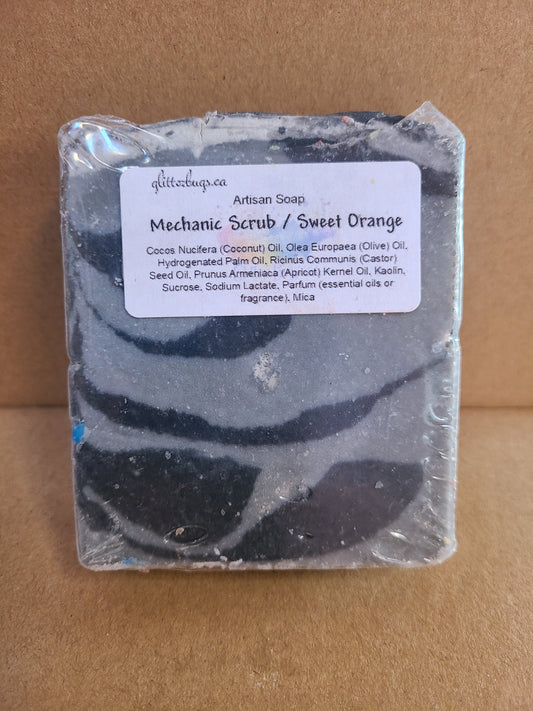 glitterbugs.ca
Artisan Soap
Mechanic Scrub / Sweet Orange
Cocos Nucifera (Coconut) Oil, Olea Europaea (Olive) Oil,
Hydrogenated Palm Oil, Ricinus Communis (Castor)
Seed Oil, Prunus Armeniaca (Apricot) Kernel Oil, Kaolin,
Sucrose, Sodium Lactate, Parfum (essential oils or
fragrance), Mica